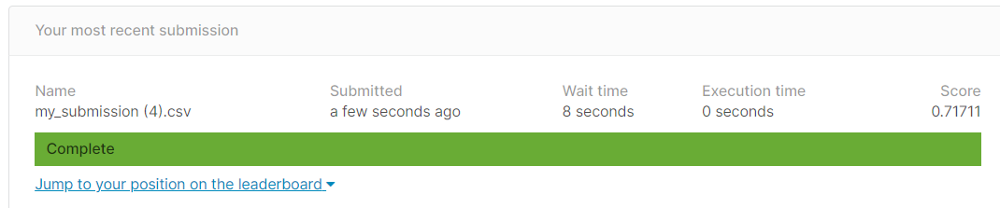 Your most recent submission
Name Submitted Wait time Execution time Score
my_submission (4).csv a few seconds ago 8 seconds 0 seconds 0.71711
Complete
Jump to your position on the leaderboard